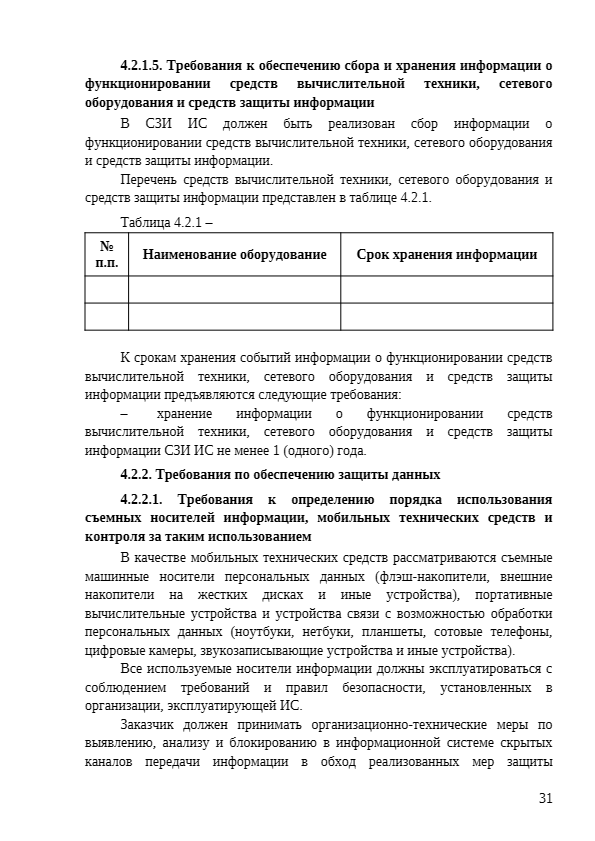 4.2.1.5. Требования к обеспечению сбора и хранения информации о
функционировании средств вычислительной техники, сетевого
оборудования и средств защиты информации
В СЗИ ИС должен быть реализован сбор информации о
функционировании средств вычислительной техники, сетевого оборудования
и средств защиты информации.
Перечень средств вычислительной техники, сетевого оборудования и
средств защиты информации представлен в таблице 4.2.1.
Таблица 4.2.1 –
№ п.п. Наименование оборудование Срок хранения информации
К срокам хранения событий информации о функционировании средств
вычислительной техники, сетевого оборудования и средств защиты
информации предъявляются следующие требования:
– хранение информации о функционировании средств
вычислительной техники, сетевого оборудования и средств защиты
информации СЗИ ИС не менее 1 (одного) года.
4.2.2. Требования по обеспечению защиты данных
4.2.2.1. Требования к определению порядка использования
съемных носителей информации, мобильных технических средств и
контроля за таким использованием
В качестве мобильных технических средств рассматриваются съемные
машинные носители персональных данных (флэш-накопители, внешние
накопители на жестких дисках и иные устройства), портативные
вычислительные устройства и устройства связи с возможностью обработки
персональных данных (ноутбуки, нетбуки, планшеты, сотовые телефоны,
цифровые камеры, звукозаписывающие устройства и иные устройства).
Все используемые носители информации должны эксплуатироваться с
соблюдением требований и правил безопасности, установленных в
организации, эксплуатирующей ИС.
Заказчик должен принимать организационно-технические меры по
выявлению, анализу и блокированию в информационной системе скрытых
каналов передачи информации в обход реализованных мер защиты
31